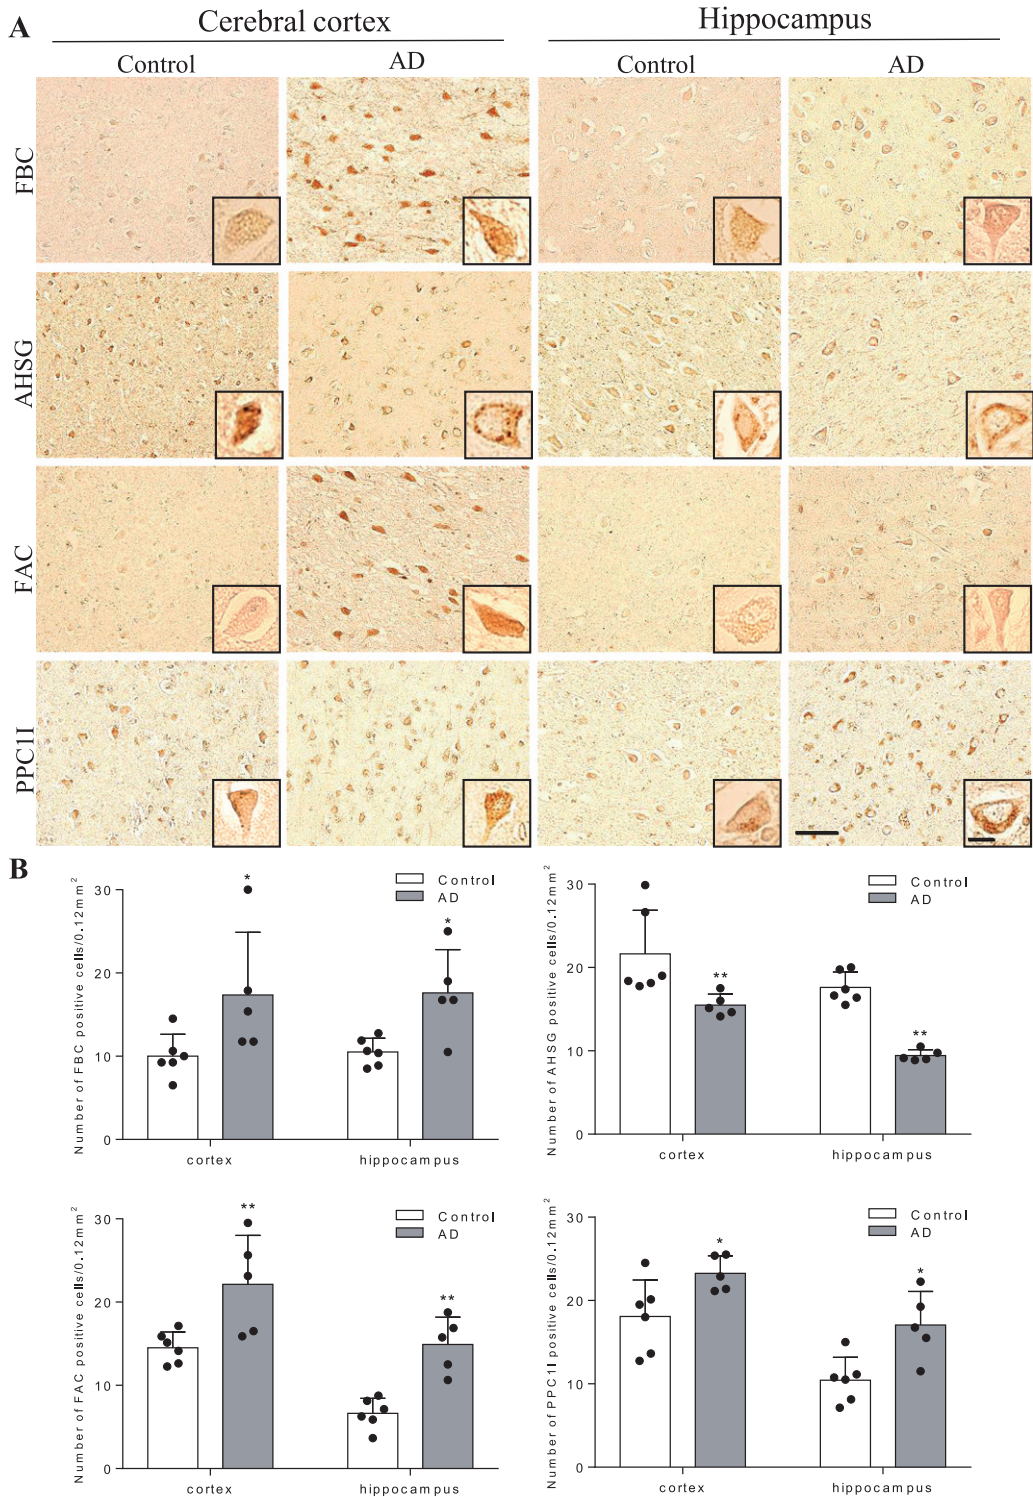 A
Cerebral cortex Hippocampus
Control AD Control AD
FBC
AHSG
FAC
PPC1I
B
Number of FBC positive cells/0.12mm²
30
20
10
0
* *
Control
AD
cortex hippocampus
Number of AHSG positive cells/0.12mm²
30
20
10
0
** **
Control
AD
cortex hippocampus
Number of FAC positive cells/0.12mm²
30
20
10
0
** **
Control
AD
cortex hippocampus
Number of PPC1I positive cells/0.12mm²
30
20
10
0
* *
Control
AD
cortex hippocampus